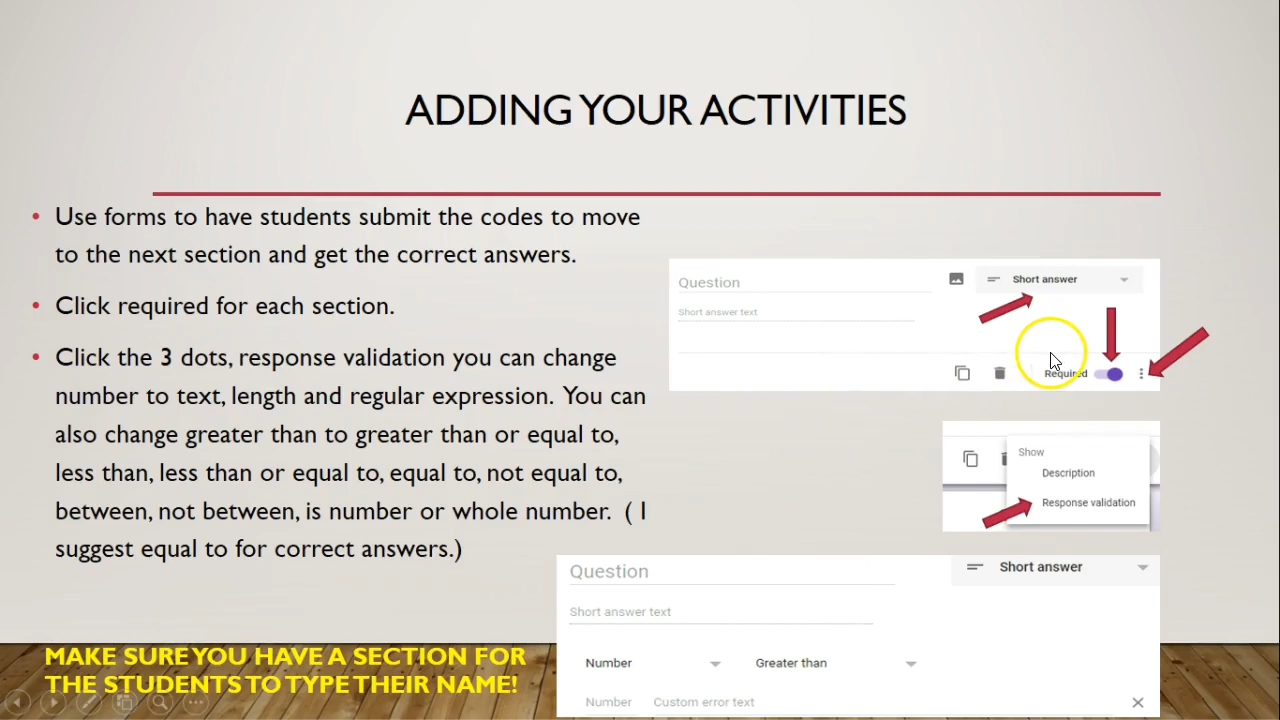 ADDING YOUR ACTIVITIES
• Use forms to have students submit the codes to move
to the next section and get the correct answers.
• Click required for each section.
• Click the 3 dots, response validation you can change
number to text, length and regular expression. You can
also change greater than to greater than or equal to,
less than, less than or equal to, equal to, not equal to,
between, not between, is number or whole number. ( I
suggest equal to for correct answers.)
MAKE SURE YOU HAVE A SECTION FOR
THE STUDENTS TO TYPE THEIR NAME!
Question Short answer
Short answer text
Required
Show
Description
Response validation
Question Short answer
Short answer text
Number Greater than
Number Custom error text